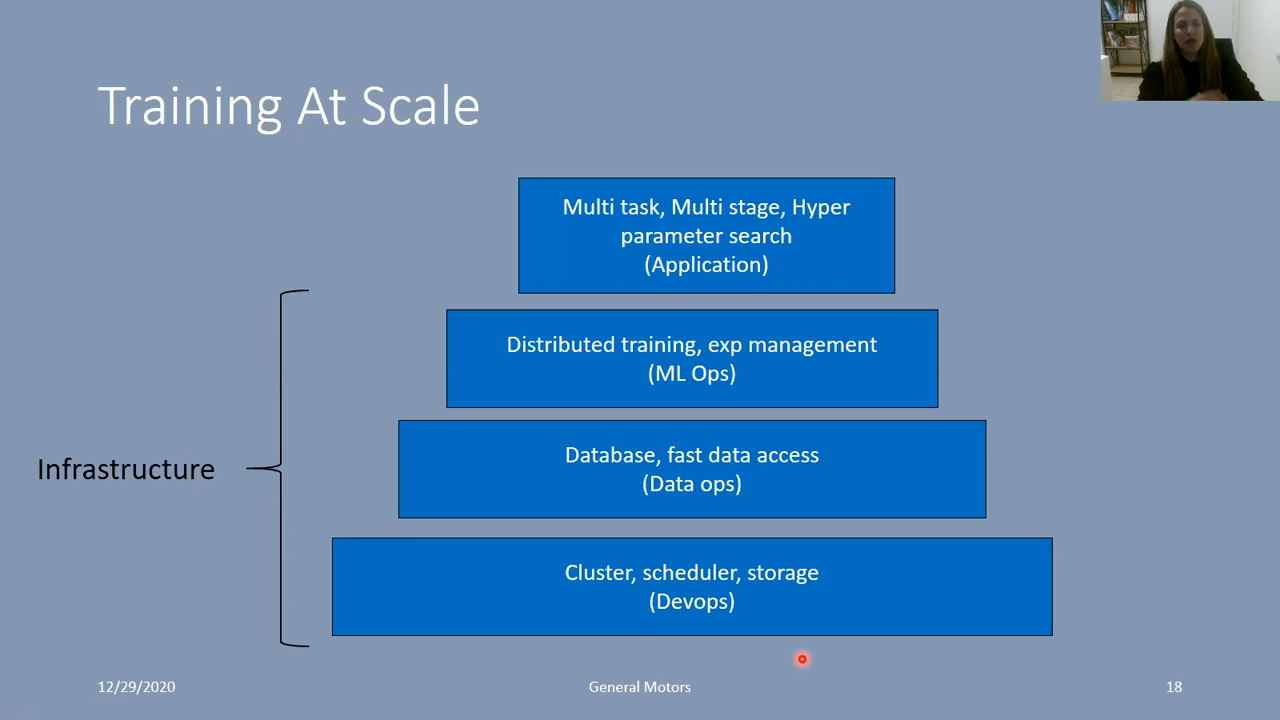 Training At Scale
Multi task, Multi stage, Hyper
parameter search
(Application)
Distributed training, exp management
(ML Ops)
Infrastructure
Database, fast data access
(Data ops)
Cluster, scheduler, storage
(Devops)
12/29/2020
General Motors
18